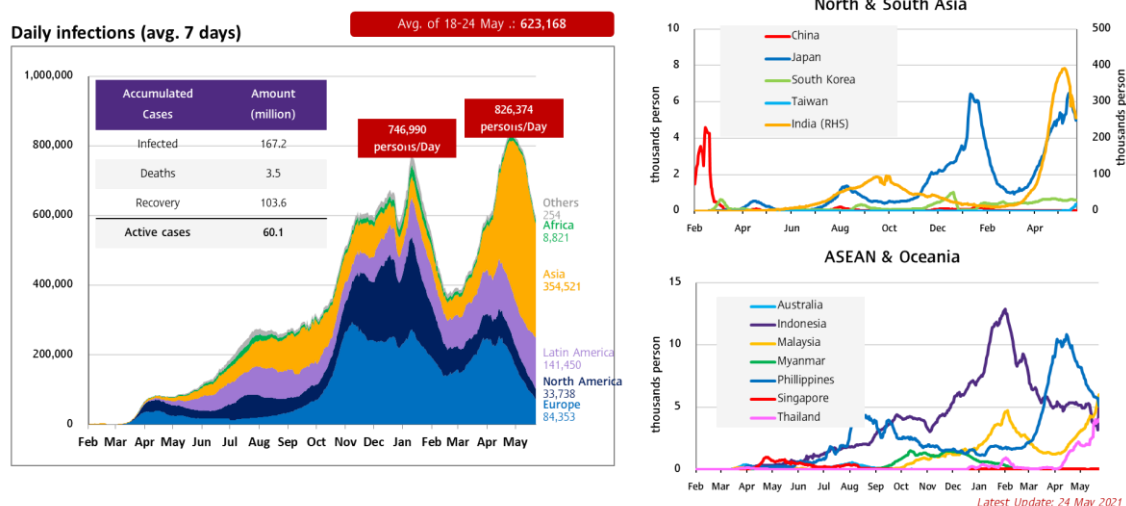 Avg. of 18-24 May .: 623,168
Daily infections (avg. 7 days)
1,000,000
800,000
600,000
400,000
200,000
0
Accumulated Cases
Amount (million)
Infected 167.2
Deaths 3.5
Recovery 103.6
Active cases 60.1
746,990
persons/Day
826,374
persons/Day
Others
254
Africa
8,821
Asia
354,521
Latin America
141,450
North America
33,738
Europe
84,353
Feb Mar Apr May Jun Jul Aug Sep Oct Nov Dec Jan Feb Mar Apr May
North & South Asia
thousands person
10
8
6
4
2
0
China
Japan
South Korea
Taiwan
India (RHS)
500
400
300
200
100
0
thousands person
Feb Apr Jun Aug Oct Dec Feb Apr
ASEAN & Oceania
thousands person
15
10
5
0
Australia
Indonesia
Malaysia
Myanmar
Phillippines
Singapore
Thailand
Feb Mar Apr May Jun Jul Aug Sep Oct Nov Dec Jan Feb Mar Apr May
Latest Update: 24 May 2021